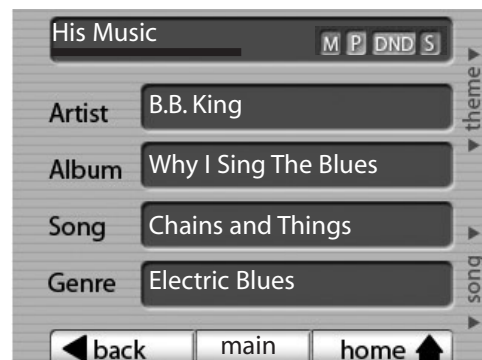 His Music
M P DND S
theme
Artist B.B. King
Album Why I Sing The Blues
Song Chains and Things
Genre Electric Blues
song
back main home